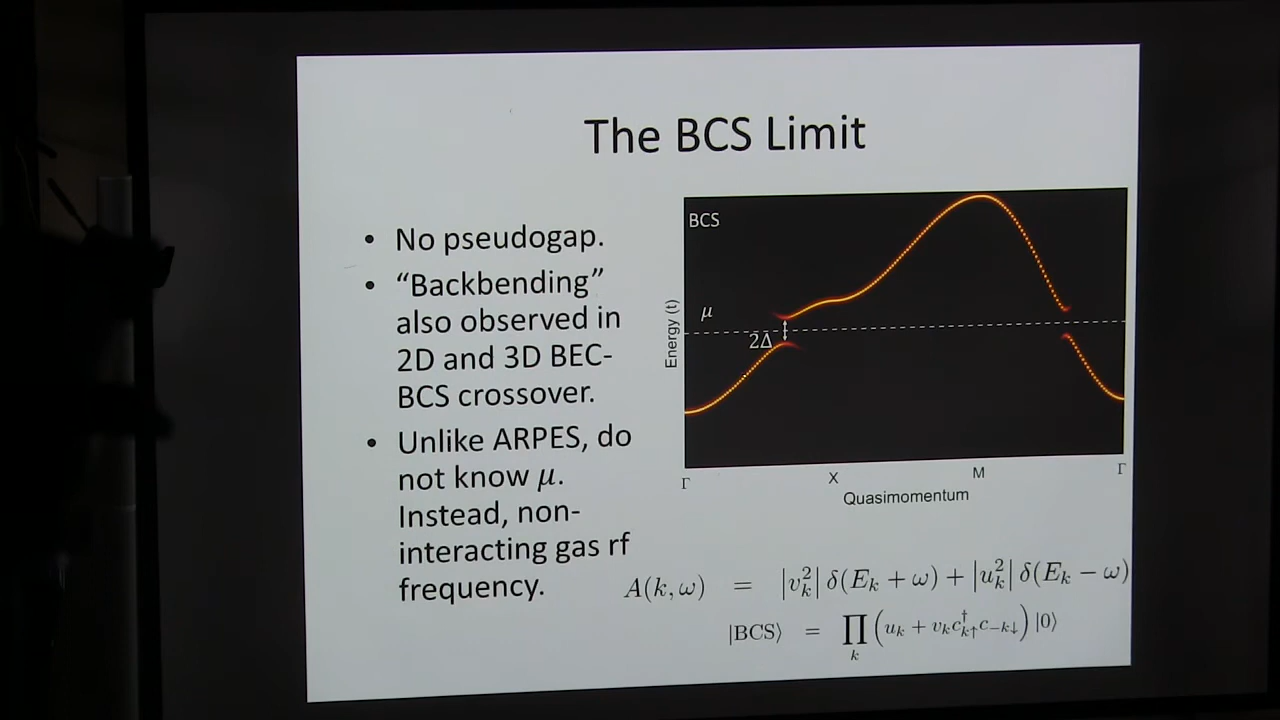 The BCS Limit
• No pseudogap.
• “Backbending”
also observed in
2D and 3D BEC-
BCS crossover.
• Unlike ARPES, do
not know μ.
Instead, non-
interacting gas rf
frequency.
BCS
μ
2Δ
Energy (t)
Γ X M Γ
Quasimomentum
A(k,ω) = |v_k^2| δ(E_k + ω) + |u_k^2| δ(E_k − ω)
|BCS⟩ = ∏_k (u_k + v_k c†_{k↑} c_{−k↓}) |0⟩